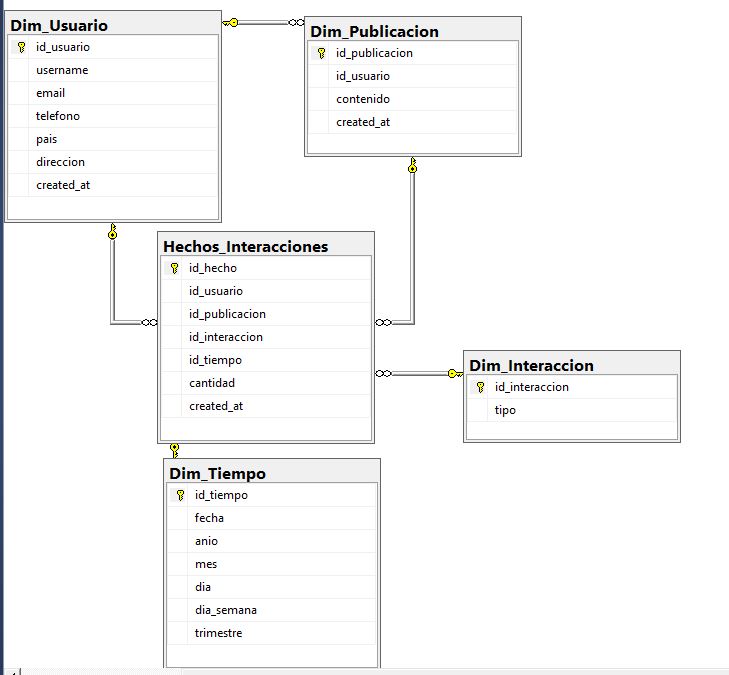 Dim_Usuario
id_usuario
username
email
telefono
pais
direccion
created_at
Dim_Publicacion
id_publicacion
id_usuario
contenido
created_at
Hechos_Interacciones
id_hecho
id_usuario
id_publicacion
id_interaccion
id_tiempo
cantidad
created_at
Dim_Interaccion
id_interaccion
tipo
Dim_Tiempo
id_tiempo
fecha
anio
mes
dia
dia_semana
trimestre